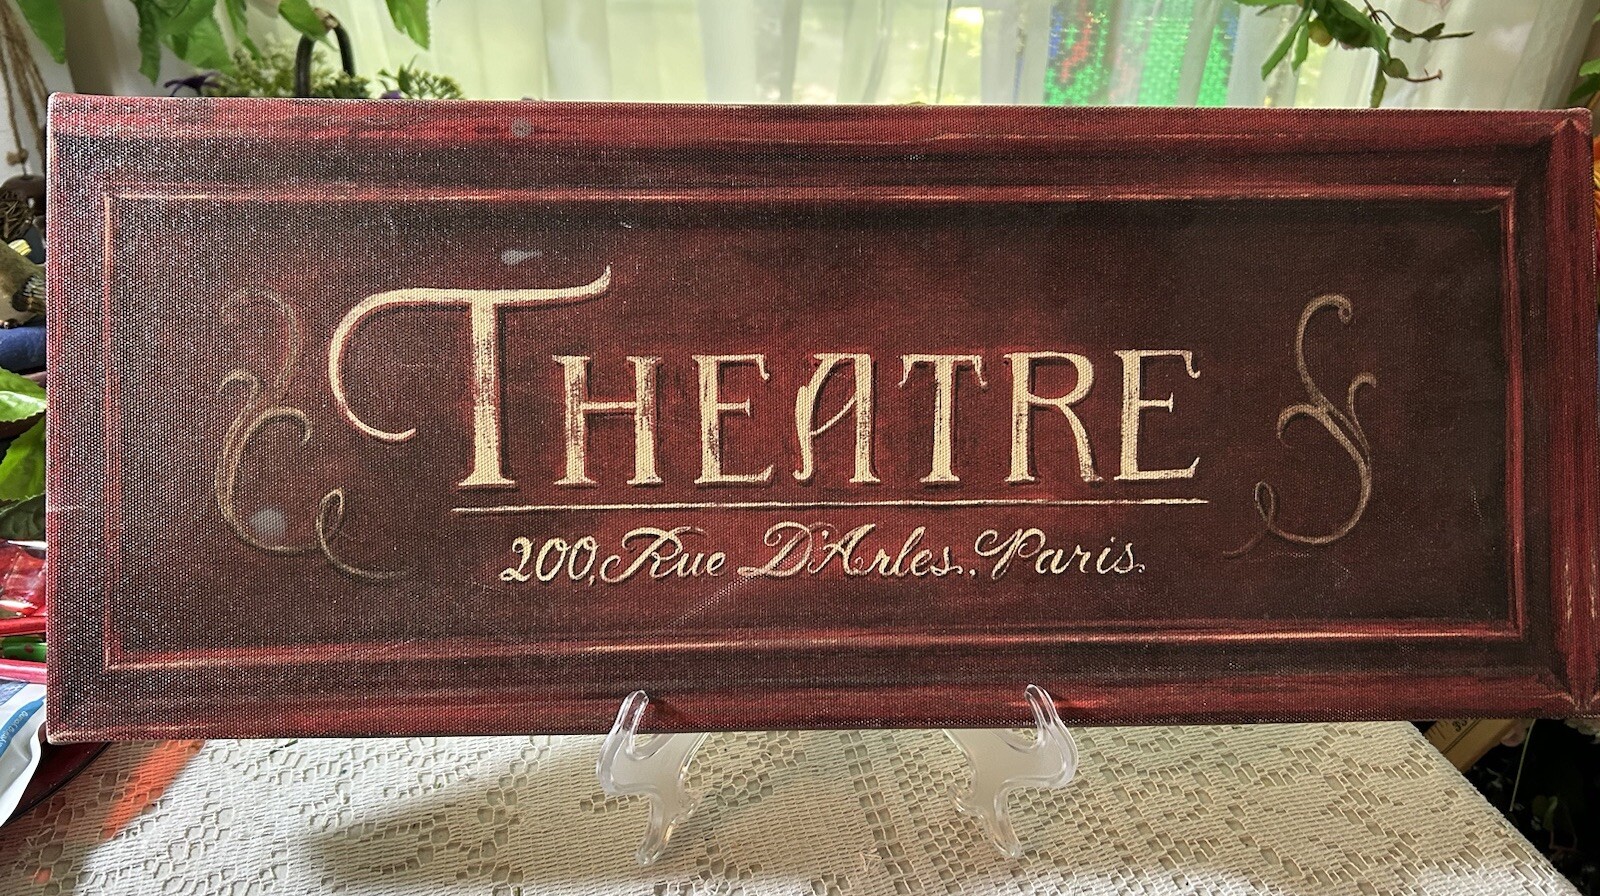 THEATRE
200, Rue D'Arles, Paris.